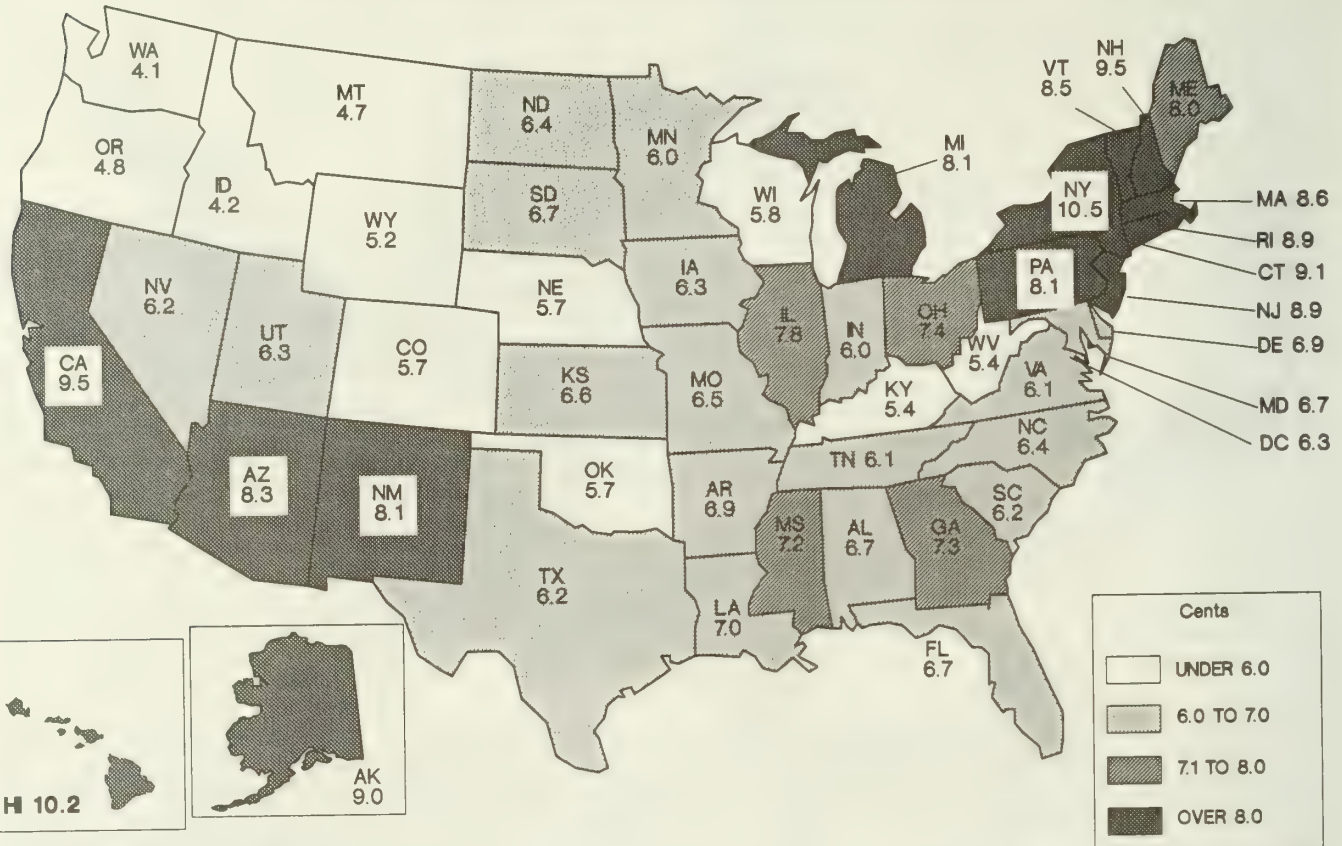 WA
4.1
MT
4.7
ND
6.4
MN
6.0
VT
8.5
NH
9.5
ME
8.0
OR
4.8
ID
4.2
WY
5.2
SD
6.7
WI
5.8
MI
8.1
NY
10.5
MA 8.6
RI 8.9
CT 9.1
NJ 8.9
DE 6.9
MD 6.7
DC 6.3
NV
6.2
UT
6.3
CO
5.7
NE
5.7
IA
6.3
IL
7.8
IN
6.0
OH
7.4
PA
8.1
WV
5.4
VA
6.1
CA
9.5
KS
6.6
MO
6.5
KY
5.4
NC
6.4
TN 6.1
AZ
8.3
NM
8.1
OK
5.7
AR
6.9
SC
6.2
MS
7.2
AL
6.7
GA
7.3
TX
6.2
LA
7.0
FL
6.7
HI 10.2
AK
9.0
Cents
UNDER 6.0
6.0 TO 7.0
7.1 TO 8.0
OVER 8.0